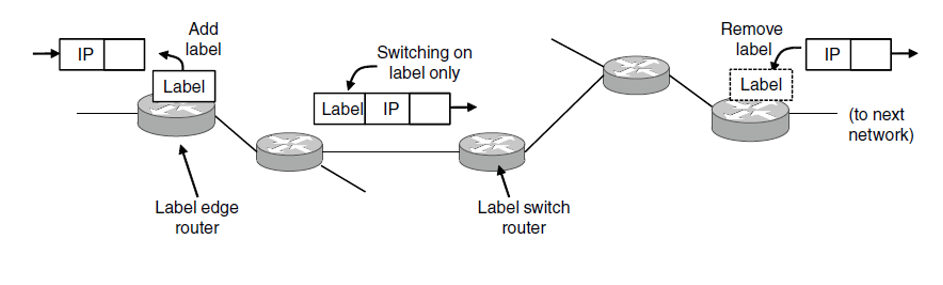 IP
Add
label
Label
Switching on
label only
Label IP
Remove
label
Label
IP
(to next
network)
Label edge
router
Label switch
router